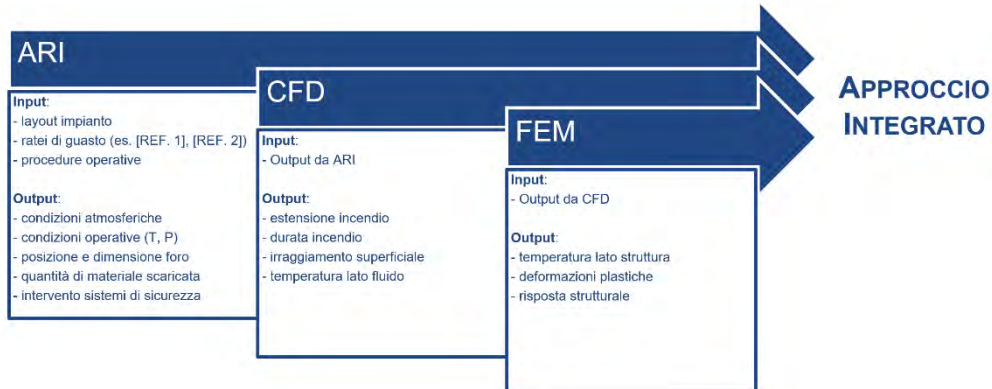 ARI
Input:
- layout impianto
- ratei di guasto (es. [REF. 1], [REF. 2])
- procedure operative
Output:
- condizioni atmosferiche
- condizioni operative (T, P)
- posizione e dimensione foro
- quantità di materiale scaricata
- intervento sistemi di sicurezza
CFD
Input:
- Output da ARI
Output:
- estensione incendio
- durata incendio
- irraggiamento superficiale
- temperatura lato fluido
FEM
Input:
- Output da CFD
Output:
- temperatura lato struttura
- deformazioni plastiche
- risposta strutturale
APPROCCIO
INTEGRATO